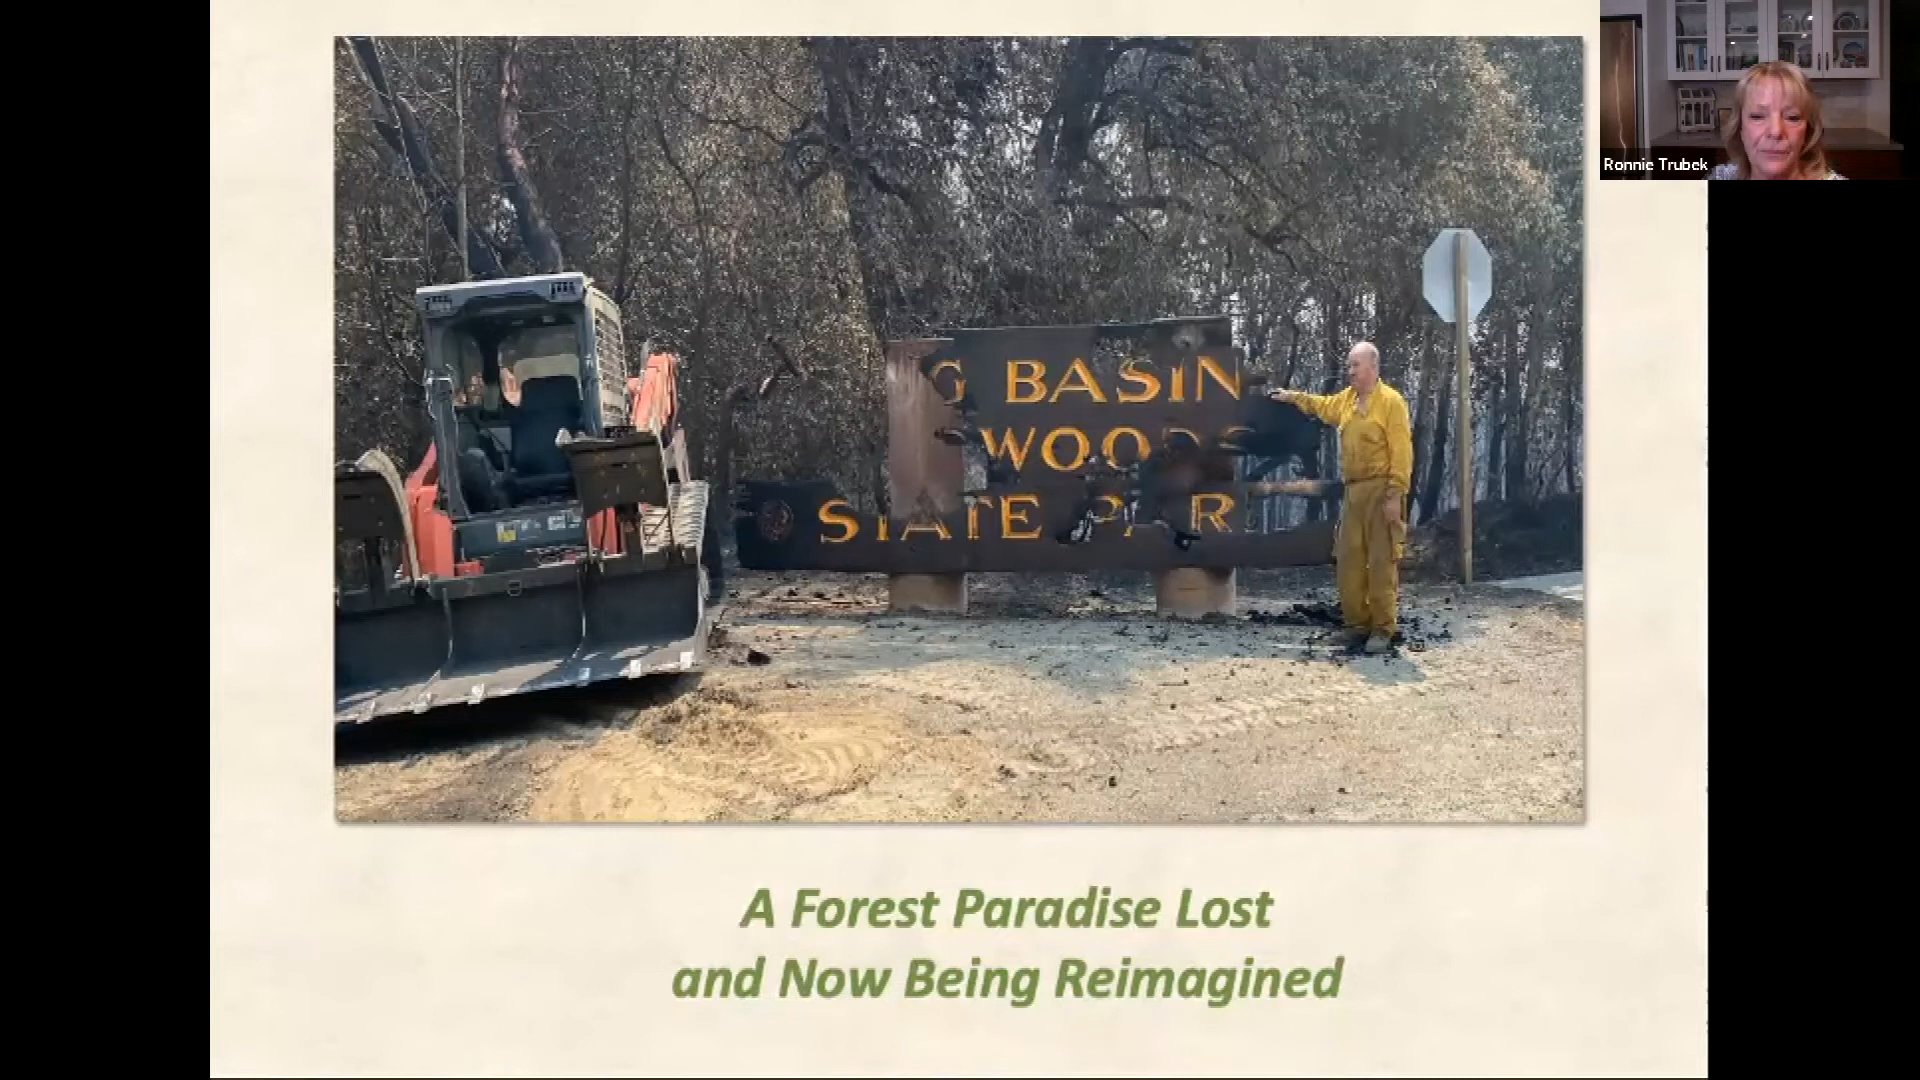 G BASIN
WOODS
STATE PAR
Ronnie Trubek
A Forest Paradise Lost
and Now Being Reimagined